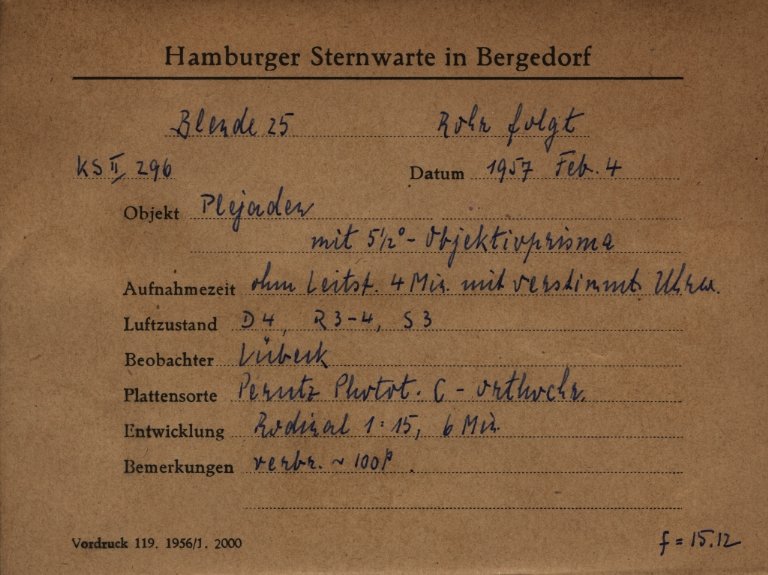 Hamburger Sternwarte in Bergedorf
Blende 25 Rohr folgt
KS II 296 Datum 1957 Feb. 4
Objekt Plejaden
mit 5½° - Objektivprisma
Aufnahmezeit ohne Leitst. 4 Min. mit verstimmt. Uhrw.
Luftzustand D4, R3-4, S3
Beobachter Lübeck
Plattensorte Perutz Photot . C - orthochr.
Entwicklung Rodinal 1:15, 6 Min.
Bemerkungen verbr. ~ 100
Vordruck 119. 1956/1. 2000 f = 15.12